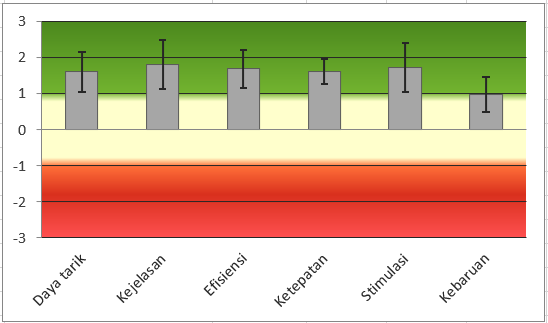 3
2
1
0
-1
-2
-3
Daya tarik
Kejelasan
Efisiensi
Ketepatan
Stimulasi
Kebaruan